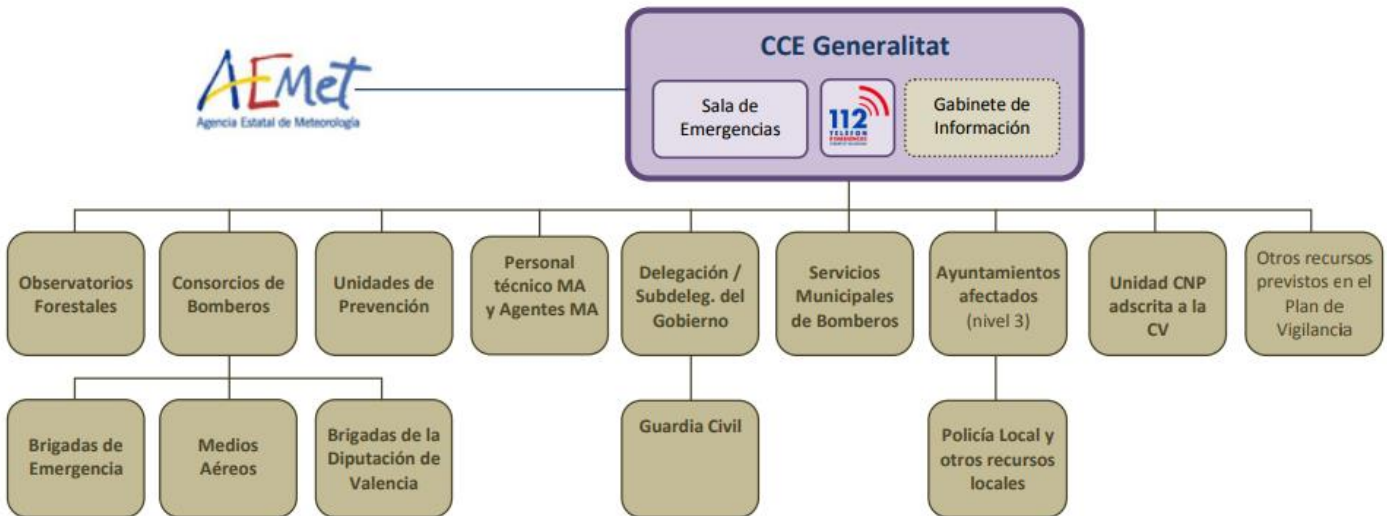 AEMet
Agencia Estatal de Meteorología
CCE Generalitat
Sala de
Emergencias
112
TELÈFON
Gabinete de
Información
Observatorios
Forestales
Consorcios de
Bomberos
Unidades de
Prevención
Personal
técnico MA
y Agentes MA
Delegación /
Subdeleg. del
Gobierno
Servicios
Municipales
de Bomberos
Ayuntamientos
afectados
(nivel 3)
Unidad CNP
adscrita a la
CV
Otros recursos
previstos en el
Plan de
Vigilancia
Brigadas de
Emergencia
Medios
Aéreos
Brigadas de la
Diputación de
Valencia
Guardia Civil
Policía Local y
otros recursos
locales